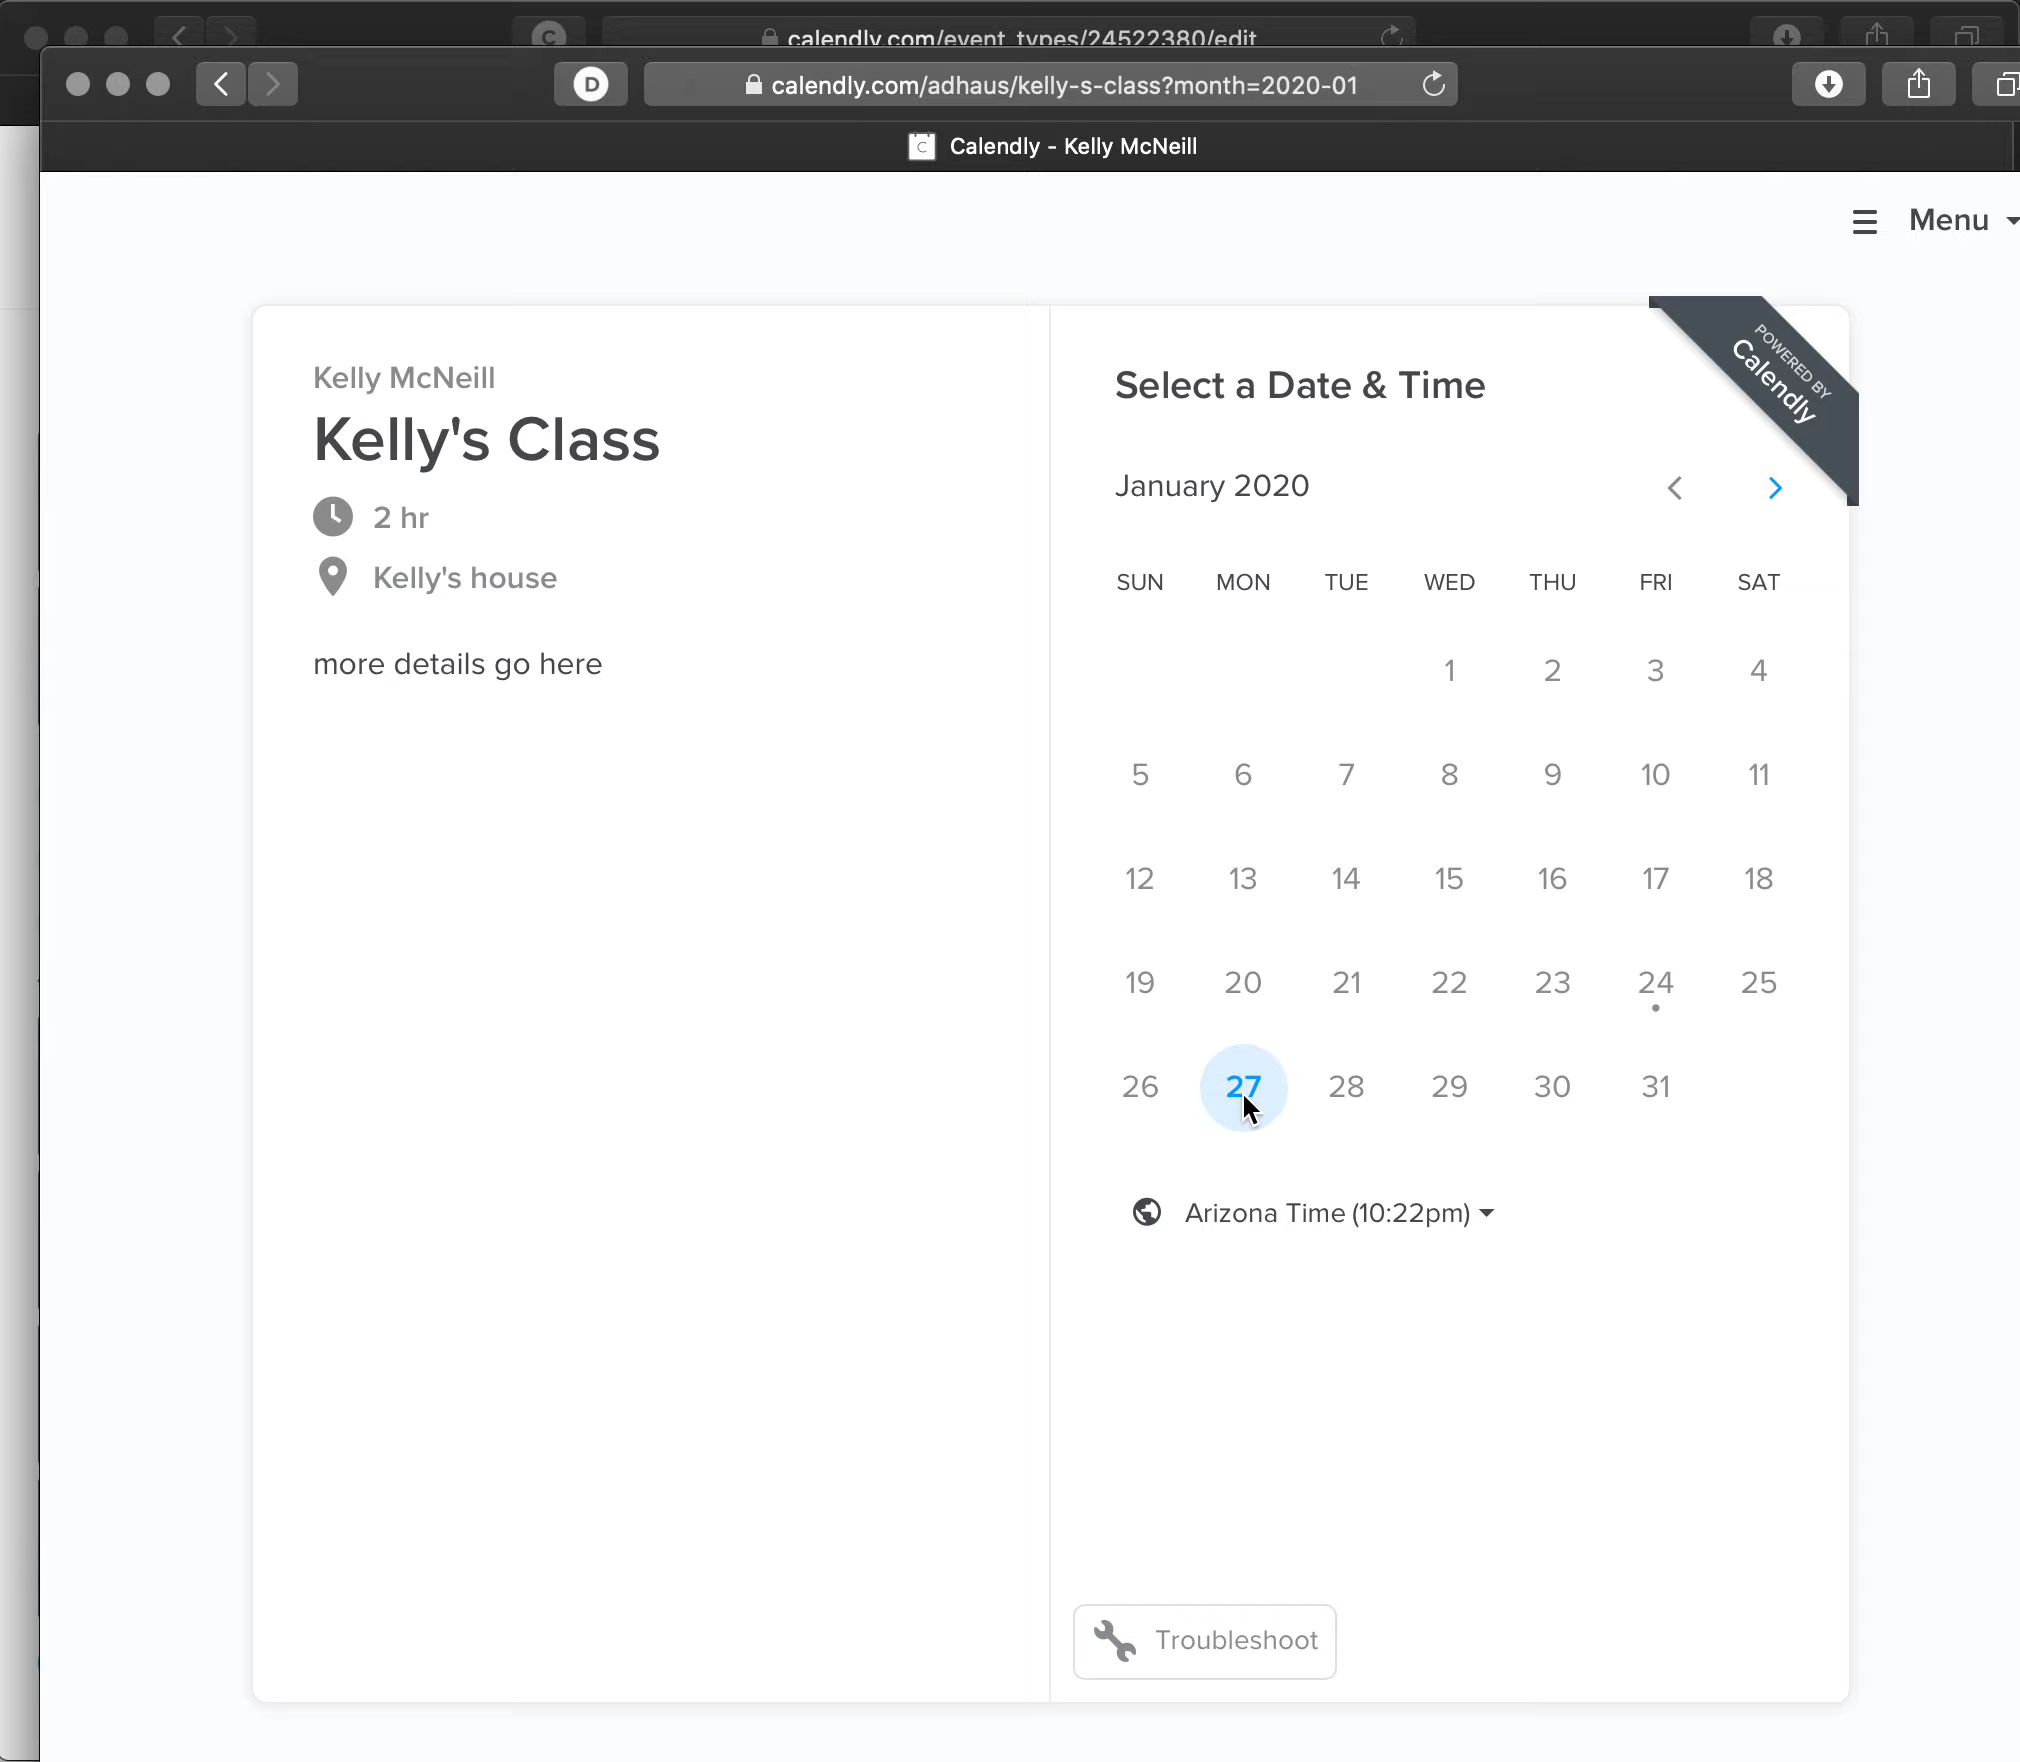 C
calendly.com/event_types/24522380/edit
D
calendly.com/adhaus/kelly-s-class?month=2020-01
C
Calendly - Kelly McNeill
Menu
POWERED BY
Calendly
Kelly McNeill
Kelly's Class
2 hr
Kelly's house
more details go here
Select a Date & Time
January 2020
SUN MON TUE WED THU FRI SAT
1 2 3 4
5 6 7 8 9 10 11
12 13 14 15 16 17 18
19 20 21 22 23 24 25
26 27 28 29 30 31
Arizona Time (10:22pm)
Troubleshoot